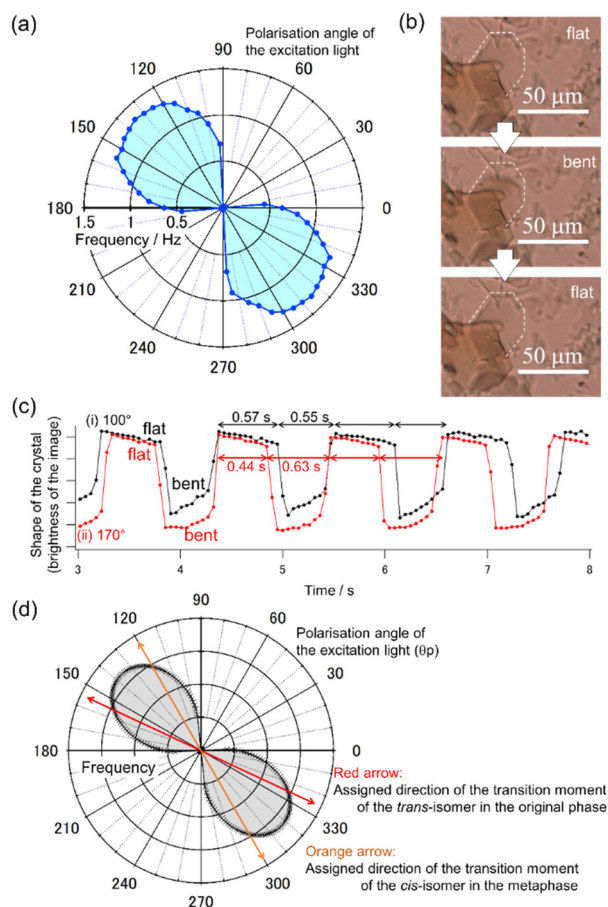 (a)
Polarisation angle of
the excitation light
90
120
60
150
30
180
0
1.5
1
0.5
Frequency / Hz
210
330
240
300
270
(b)
flat
50 μm
bent
50 μm
flat
50 μm
(c)
(i) 100°
flat
flat
0.57 s
0.55 s
bent
0.44 s
0.63 s
(ii) 170°
bent
Shape of the crystal
(brightness of the image)
3
4
5
6
7
8
Time / s
(d)
90
120
60
Polarisation angle of
the excitation light (θp)
150
30
180
0
Frequency
Red arrow:
Assigned direction of the transition moment
of the trans-isomer in the original phase
210
330
Orange arrow:
Assigned direction of the transition moment
of the cis-isomer in the metaphase
240
300
270